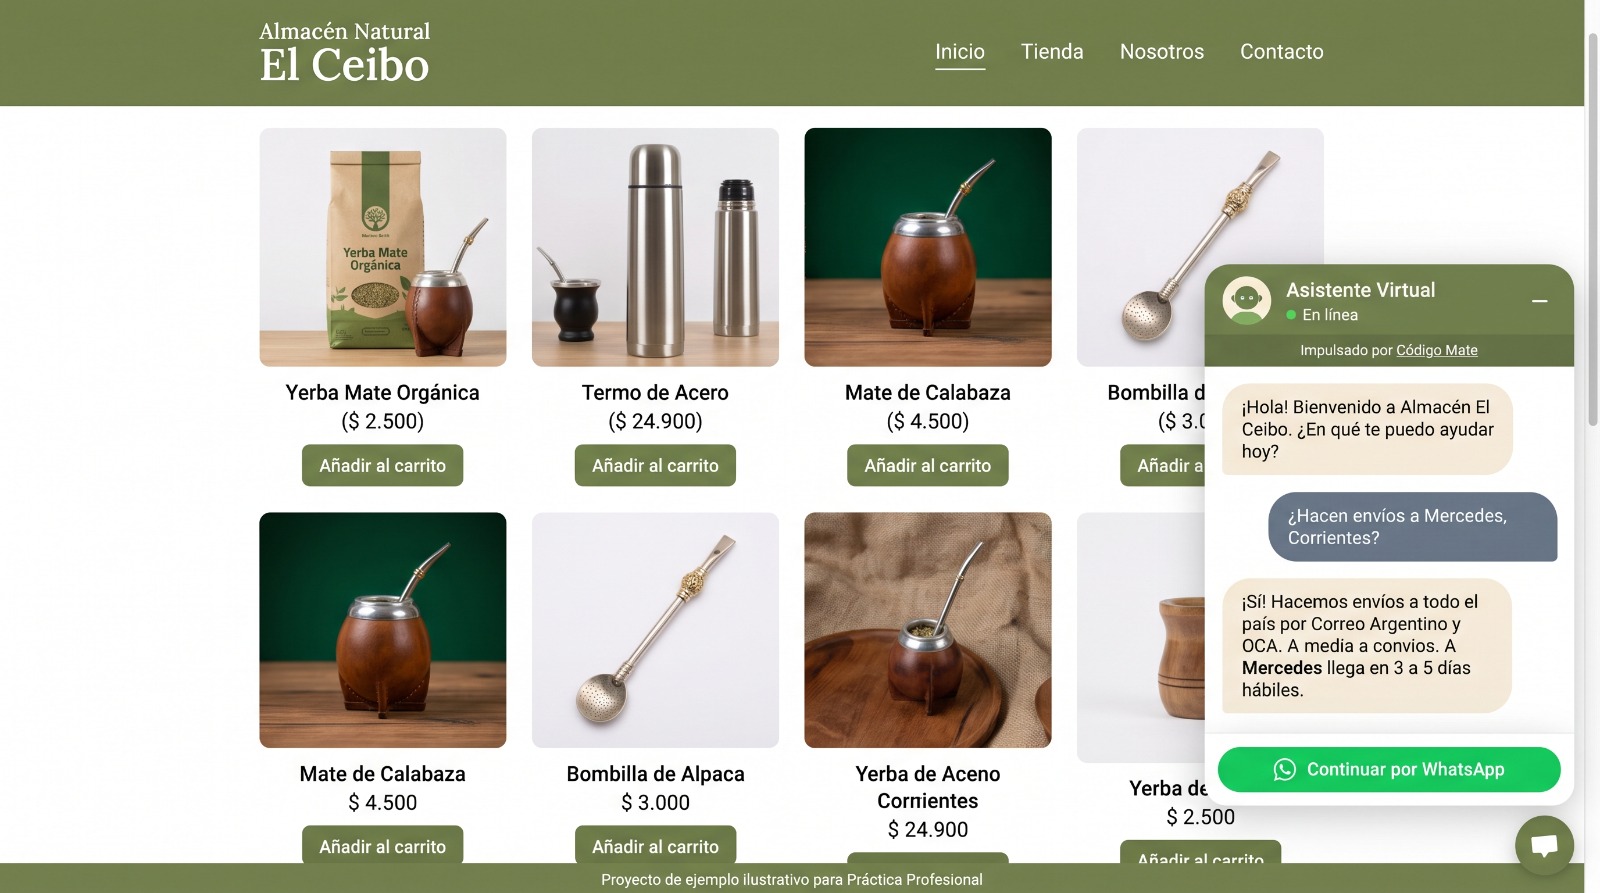 Almacén Natural
El Ceibo
Inicio Tienda Nosotros Contacto
Yerba Mate
Orgánica
Yerba Mate Orgánica
($ 2.500)
Añadir al carrito
Termo de Acero
($ 24.900)
Añadir al carrito
Mate de Calabaza
($ 4.500)
Añadir al carrito
Bombilla d
($ 3.0
Añadir a
Mate de Calabaza
$ 4.500
Añadir al carrito
Bombilla de Alpaca
$ 3.000
Añadir al carrito
Yerba de Aceno
Corrientes
$ 24.900
Yerba de
$ 2.500
Añadir al carrito
Asistente Virtual
En línea
Impulsado por Código Mate
¡Hola! Bienvenido a Almacén El
Ceibo. ¿En qué te puedo ayudar
hoy?
¿Hacen envíos a Mercedes,
Corrientes?
¡Sí! Hacemos envíos a todo el
país por Correo Argentino y
OCA. A media a convios. A
Mercedes llega en 3 a 5 días
hábiles.
Continuar por WhatsApp
Proyecto de ejemplo ilustrativo para Práctica Profesional